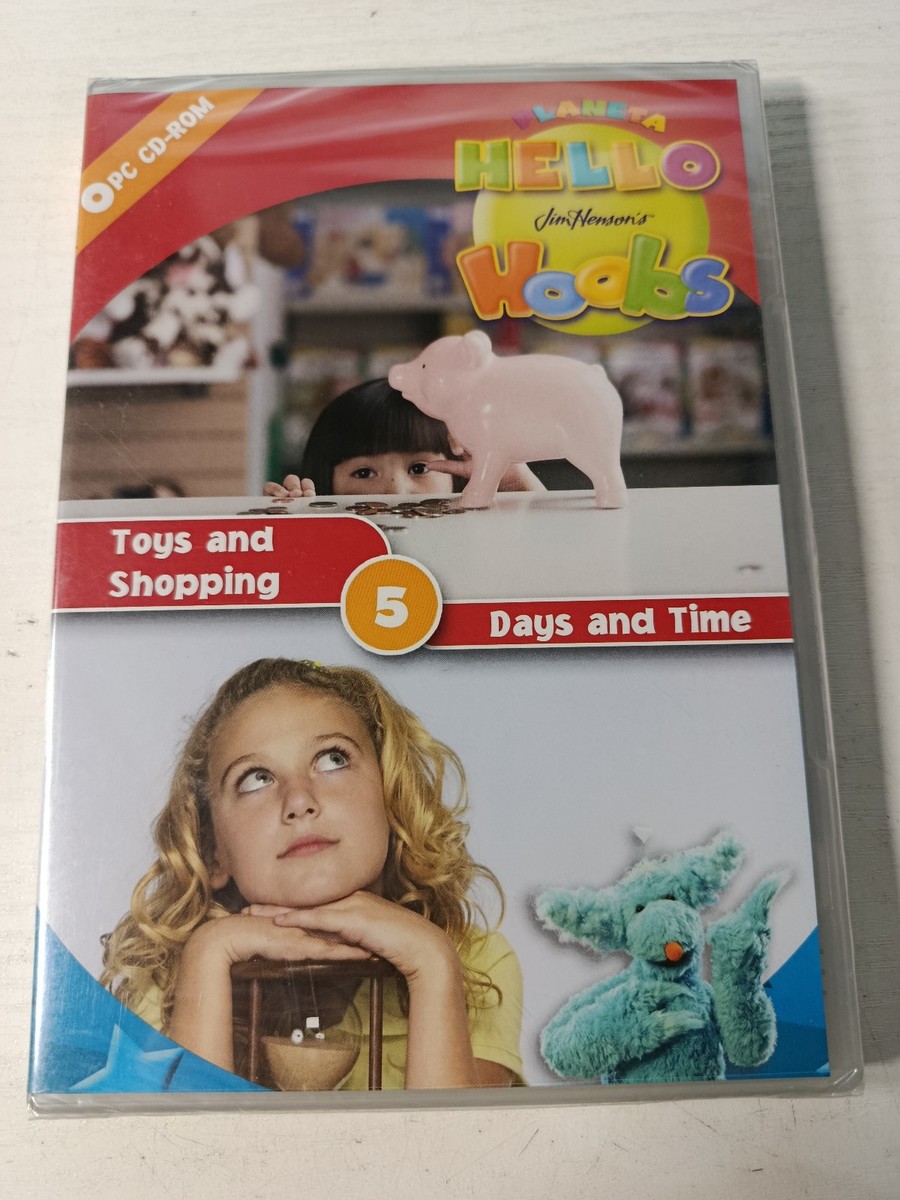 PC CD-ROM
PLANETA
HELLO
Jim Henson's
Hoobs
Toys and
Shopping
5
Days and Time